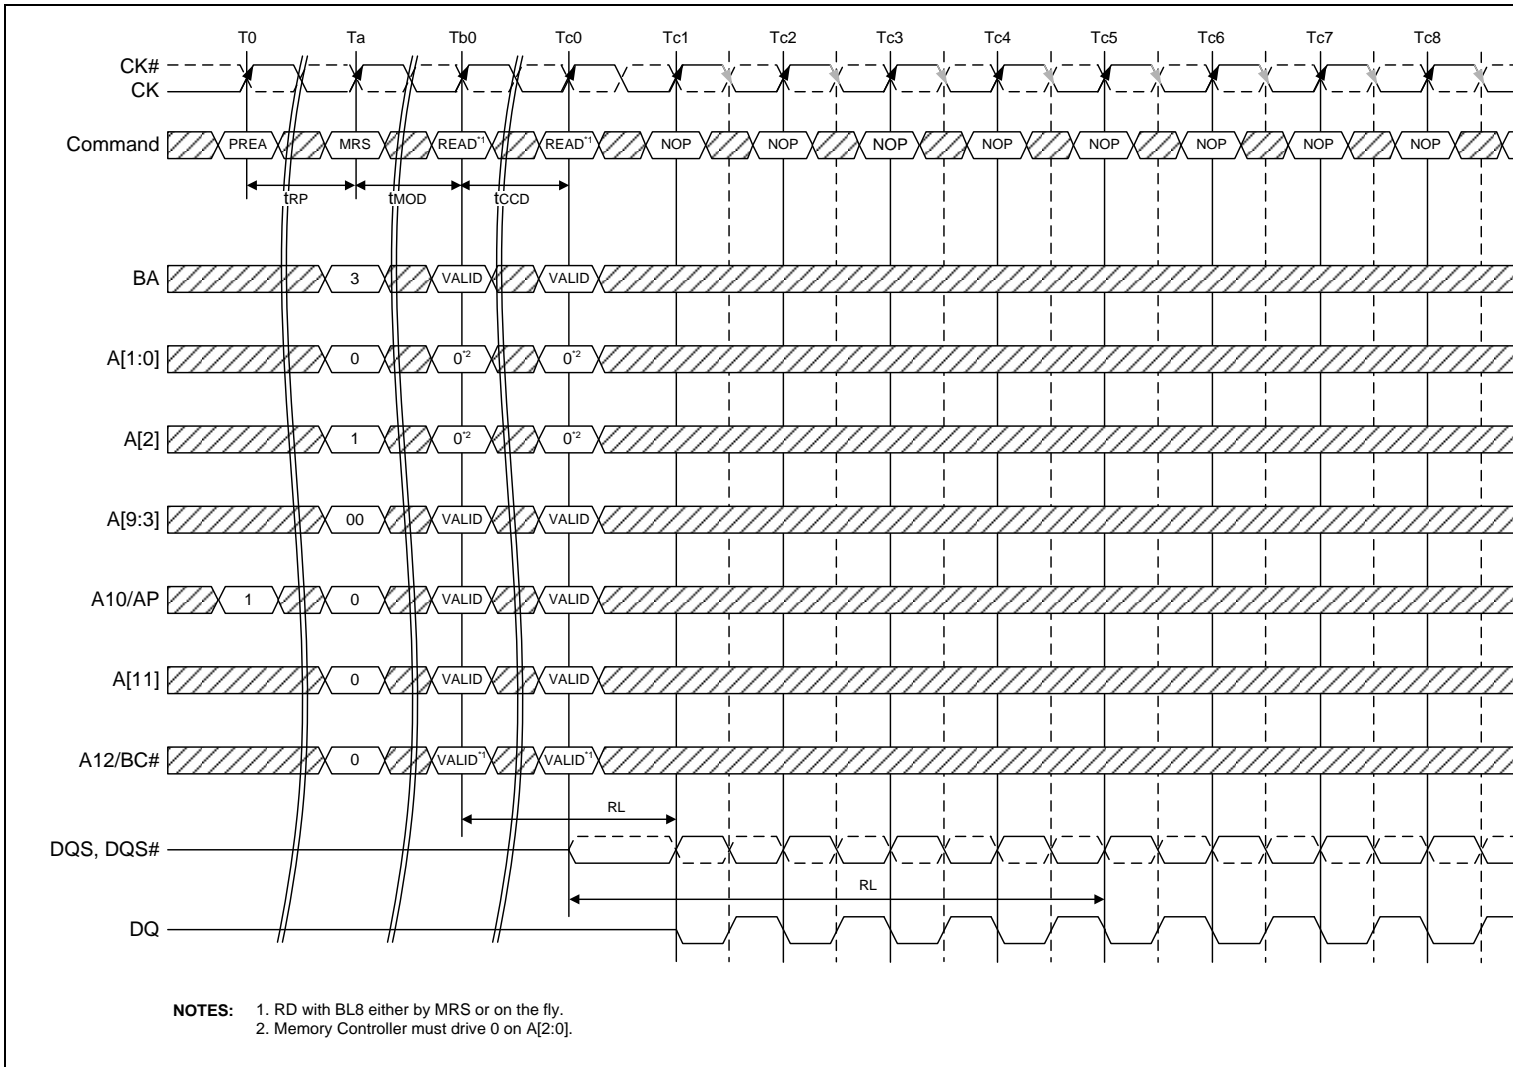 T0 Ta Tb0 Tc0 Tc1 Tc2 Tc3 Tc4 Tc5 Tc6 Tc7 Tc8
CK#
CK
Command PREA MRS READ*1 READ*1 NOP NOP NOP NOP NOP NOP NOP NOP
tRP tMOD tCCD
BA 3 VALID VALID
A[1:0] 0 0*2 0*2
A[2] 1 0*2 0*2
A[9:3] 00 VALID VALID
A10/AP 1 0 VALID VALID
A[11] 0 VALID VALID
A12/BC# 0 VALID*1 VALID*1
RL
DQS, DQS#
RL
DQ
NOTES: 1. RD with BL8 either by MRS or on the fly.
2. Memory Controller must drive 0 on A[2:0].